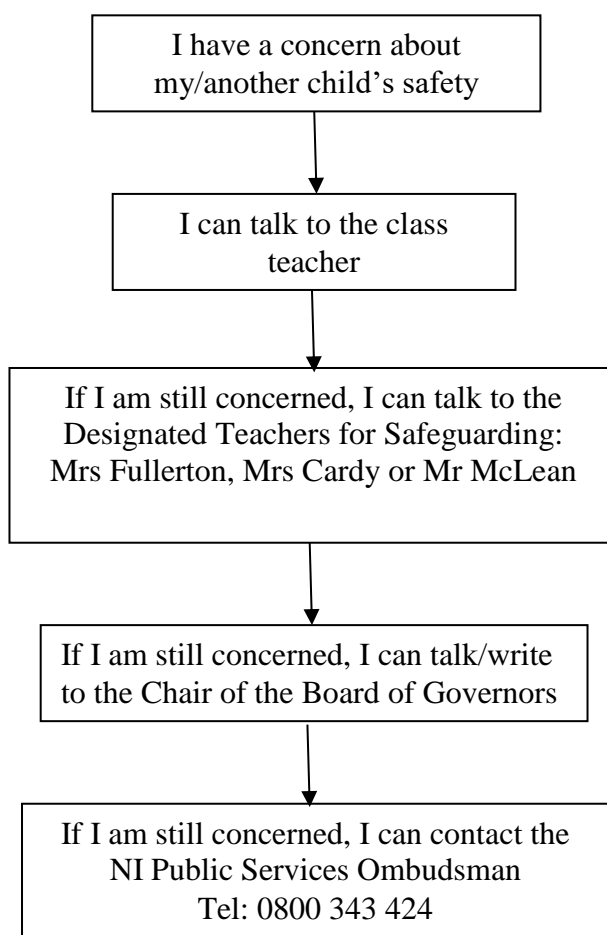 I have a concern about
my/another child’s safety
I can talk to the class
teacher
If I am still concerned, I can talk to the
Designated Teachers for Safeguarding:
Mrs Fullerton, Mrs Cardy or Mr McLean
If I am still concerned, I can talk/write
to the Chair of the Board of Governors
If I am still concerned, I can contact the
NI Public Services Ombudsman
Tel: 0800 343 424